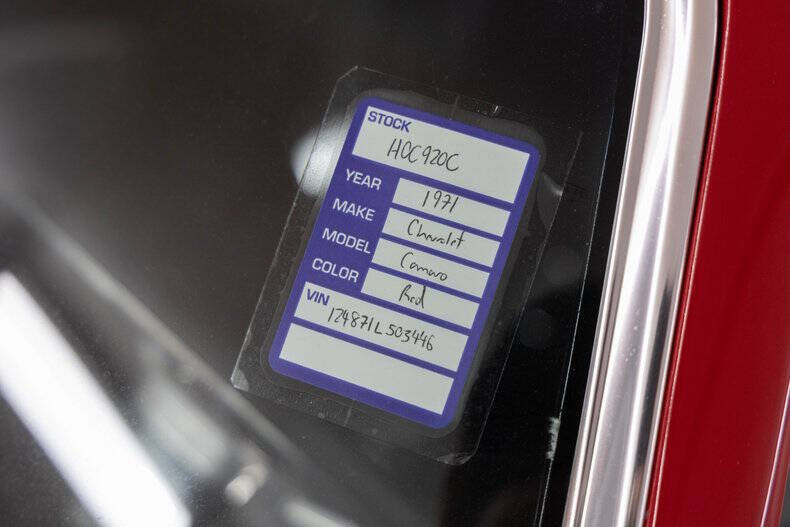 STOCK
HOC920C
YEAR 1971
MAKE Chevrolet
MODEL Camaro
COLOR Red
VIN
124871L503446